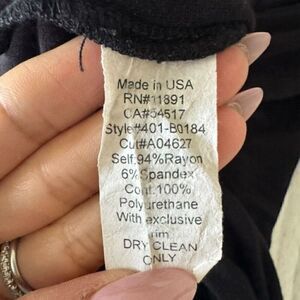 Made in USA
RN#11891
CA#54517
Style#401-B0184
Cut#A04627
Self:94%Rayon
6%Spandex
Cont:100%
Polyurethane
With exclusive
trim
DRY CLEAN
ONLY